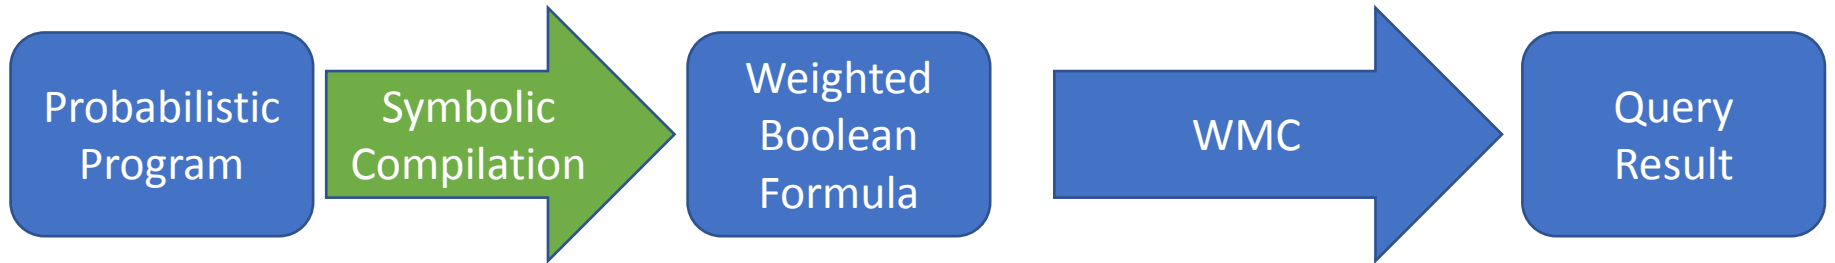 Probabilistic
Program
Symbolic
Compilation
Weighted
Boolean
Formula
WMC
Query
Result